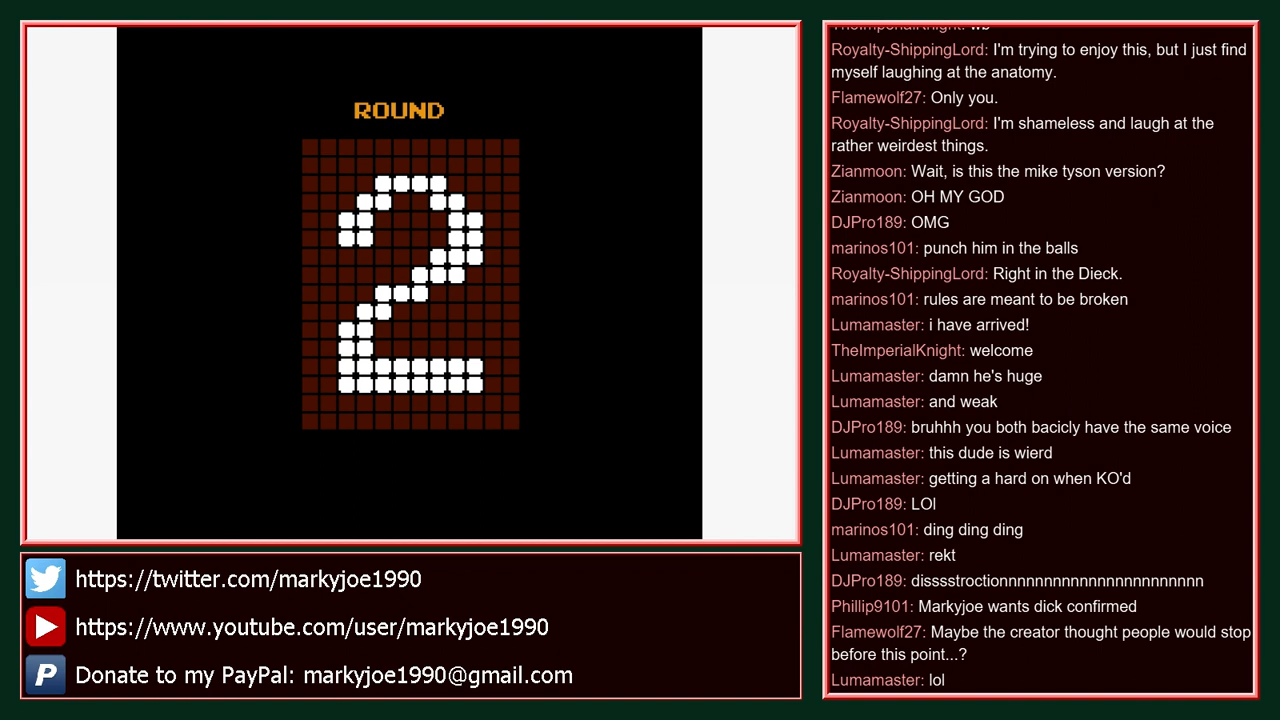 ROUND
2
https://twitter.com/markyjoe1990
https://www.youtube.com/user/markyjoe1990
Donate to my PayPal: markyjoe1990@gmail.com
TheImperialKnight: wb
Royalty-ShippingLord: I'm trying to enjoy this, but I just find
myself laughing at the anatomy.
Flamewolf27: Only you.
Royalty-ShippingLord: I'm shameless and laugh at the
rather weirdest things.
Zianmoon: Wait, is this the mike tyson version?
Zianmoon: OH MY GOD
DJPro189: OMG
marinos101: punch him in the balls
Royalty-ShippingLord: Right in the Dieck.
marinos101: rules are meant to be broken
Lumamaster: i have arrived!
TheImperialKnight: welcome
Lumamaster: damn he's huge
Lumamaster: and weak
DJPro189: bruhhh you both bacicly have the same voice
Lumamaster: this dude is wierd
Lumamaster: getting a hard on when KO'd
DJPro189: LOl
marinos101: ding ding ding
Lumamaster: rekt
DJPro189: disssstroctionnnnnnnnnnnnnnnnnnnnnnn
Phillip9101: Markyjoe wants dick confirmed
Flamewolf27: Maybe the creator thought people would stop
before this point...?
Lumamaster: lol